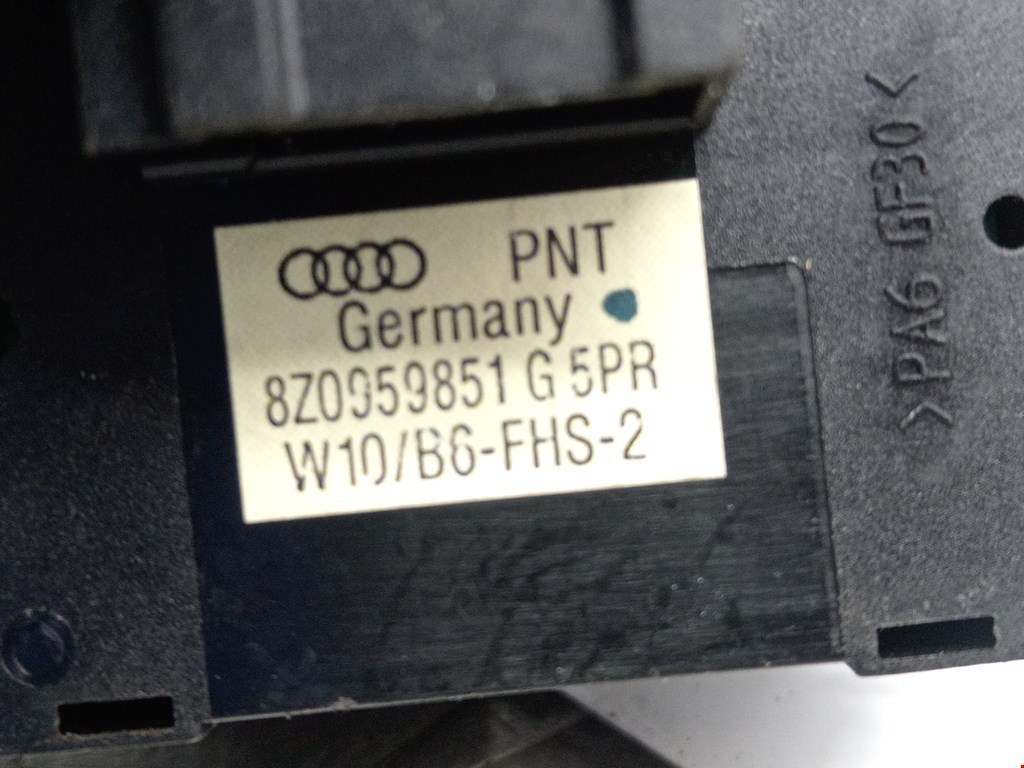 PNT
Germany
8Z0959851 G 5PR
W10/B6-FHS-2
>PA6 GF30<